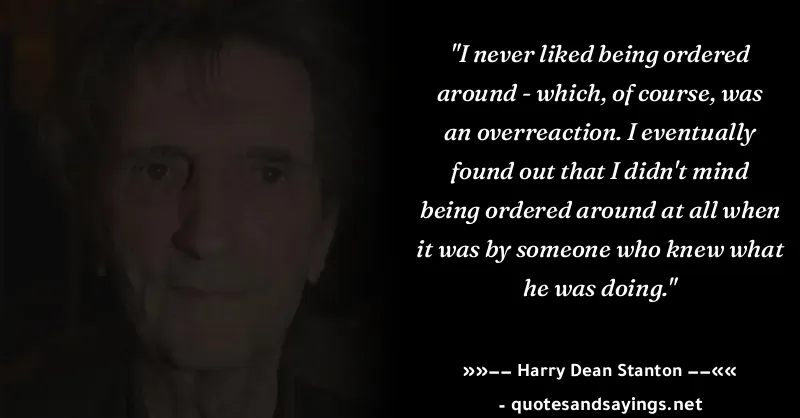 "I never liked being ordered
around - which, of course, was
an overreaction. I eventually
found out that I didn't mind
being ordered around at all when
it was by someone who knew what
he was doing."
»»−− Harry Dean Stanton −−««
- quotesandsayings.net